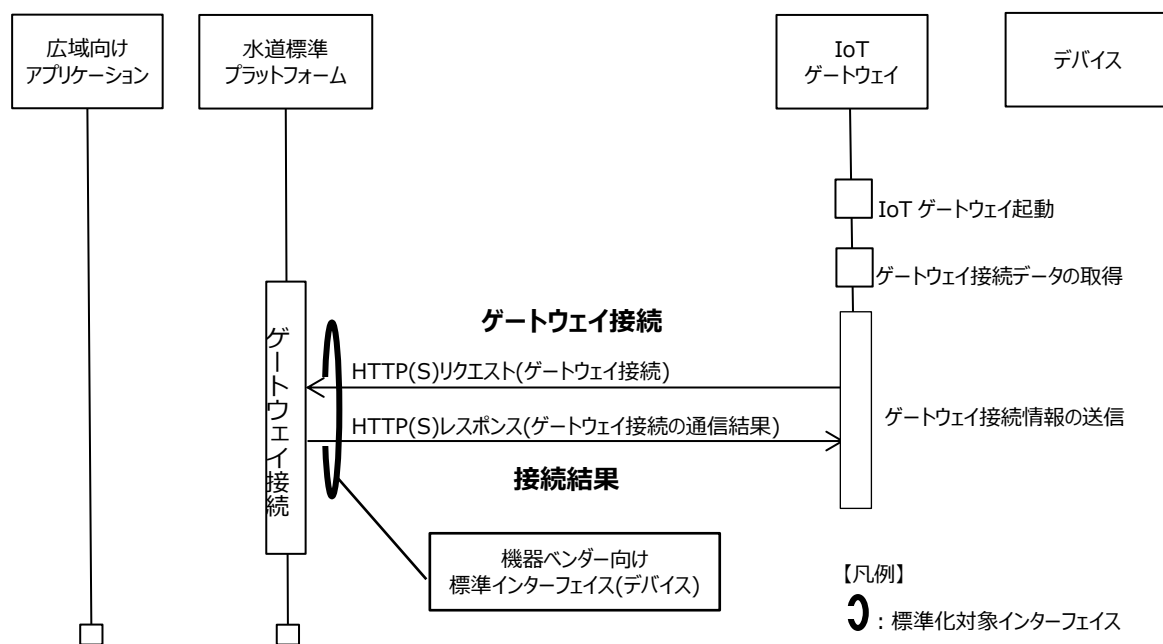 広域向け
アプリケーション
水道標準
プラットフォーム
IoT
ゲートウェイ
デバイス
IoT ゲートウェイ起動
ゲートウェイ接続データの取得
ゲートウェイ接続
ゲートウェイ接続
HTTP(S)リクエスト(ゲートウェイ接続)
HTTP(S)レスポンス(ゲートウェイ接続の通信結果)
ゲートウェイ接続情報の送信
接続結果
機器ベンダー向け
標準インターフェイス(デバイス)
【凡例】
：標準化対象インターフェイス